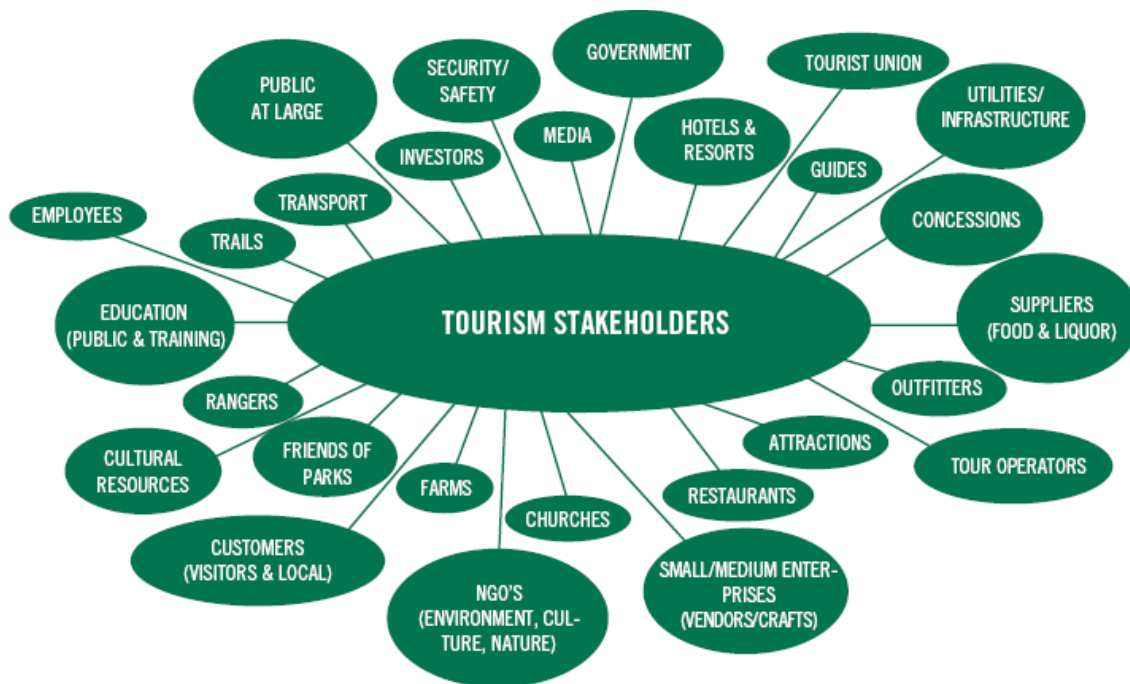 GOVERNMENT
TOURIST UNION
SECURITY/
SAFETY
PUBLIC
AT LARGE
UTILITIES/
INFRASTRUCTURE
MEDIA
HOTELS &
RESORTS
INVESTORS
GUIDES
TRANSPORT
EMPLOYEES
CONCESSIONS
TRAILS
EDUCATION
(PUBLIC & TRAINING)
TOURISM STAKEHOLDERS
SUPPLIERS
(FOOD & LIQUOR)
OUTFITTERS
RANGERS
ATTRACTIONS
FRIENDS OF
PARKS
CULTURAL
RESOURCES
TOUR OPERATORS
FARMS
RESTAURANTS
CHURCHES
CUSTOMERS
(VISITORS & LOCAL)
NGO'S
(ENVIRONMENT, CUL-
TURE, NATURE)
SMALL/MEDIUM ENTER-
PRISES
(VENDORS/CRAFTS)